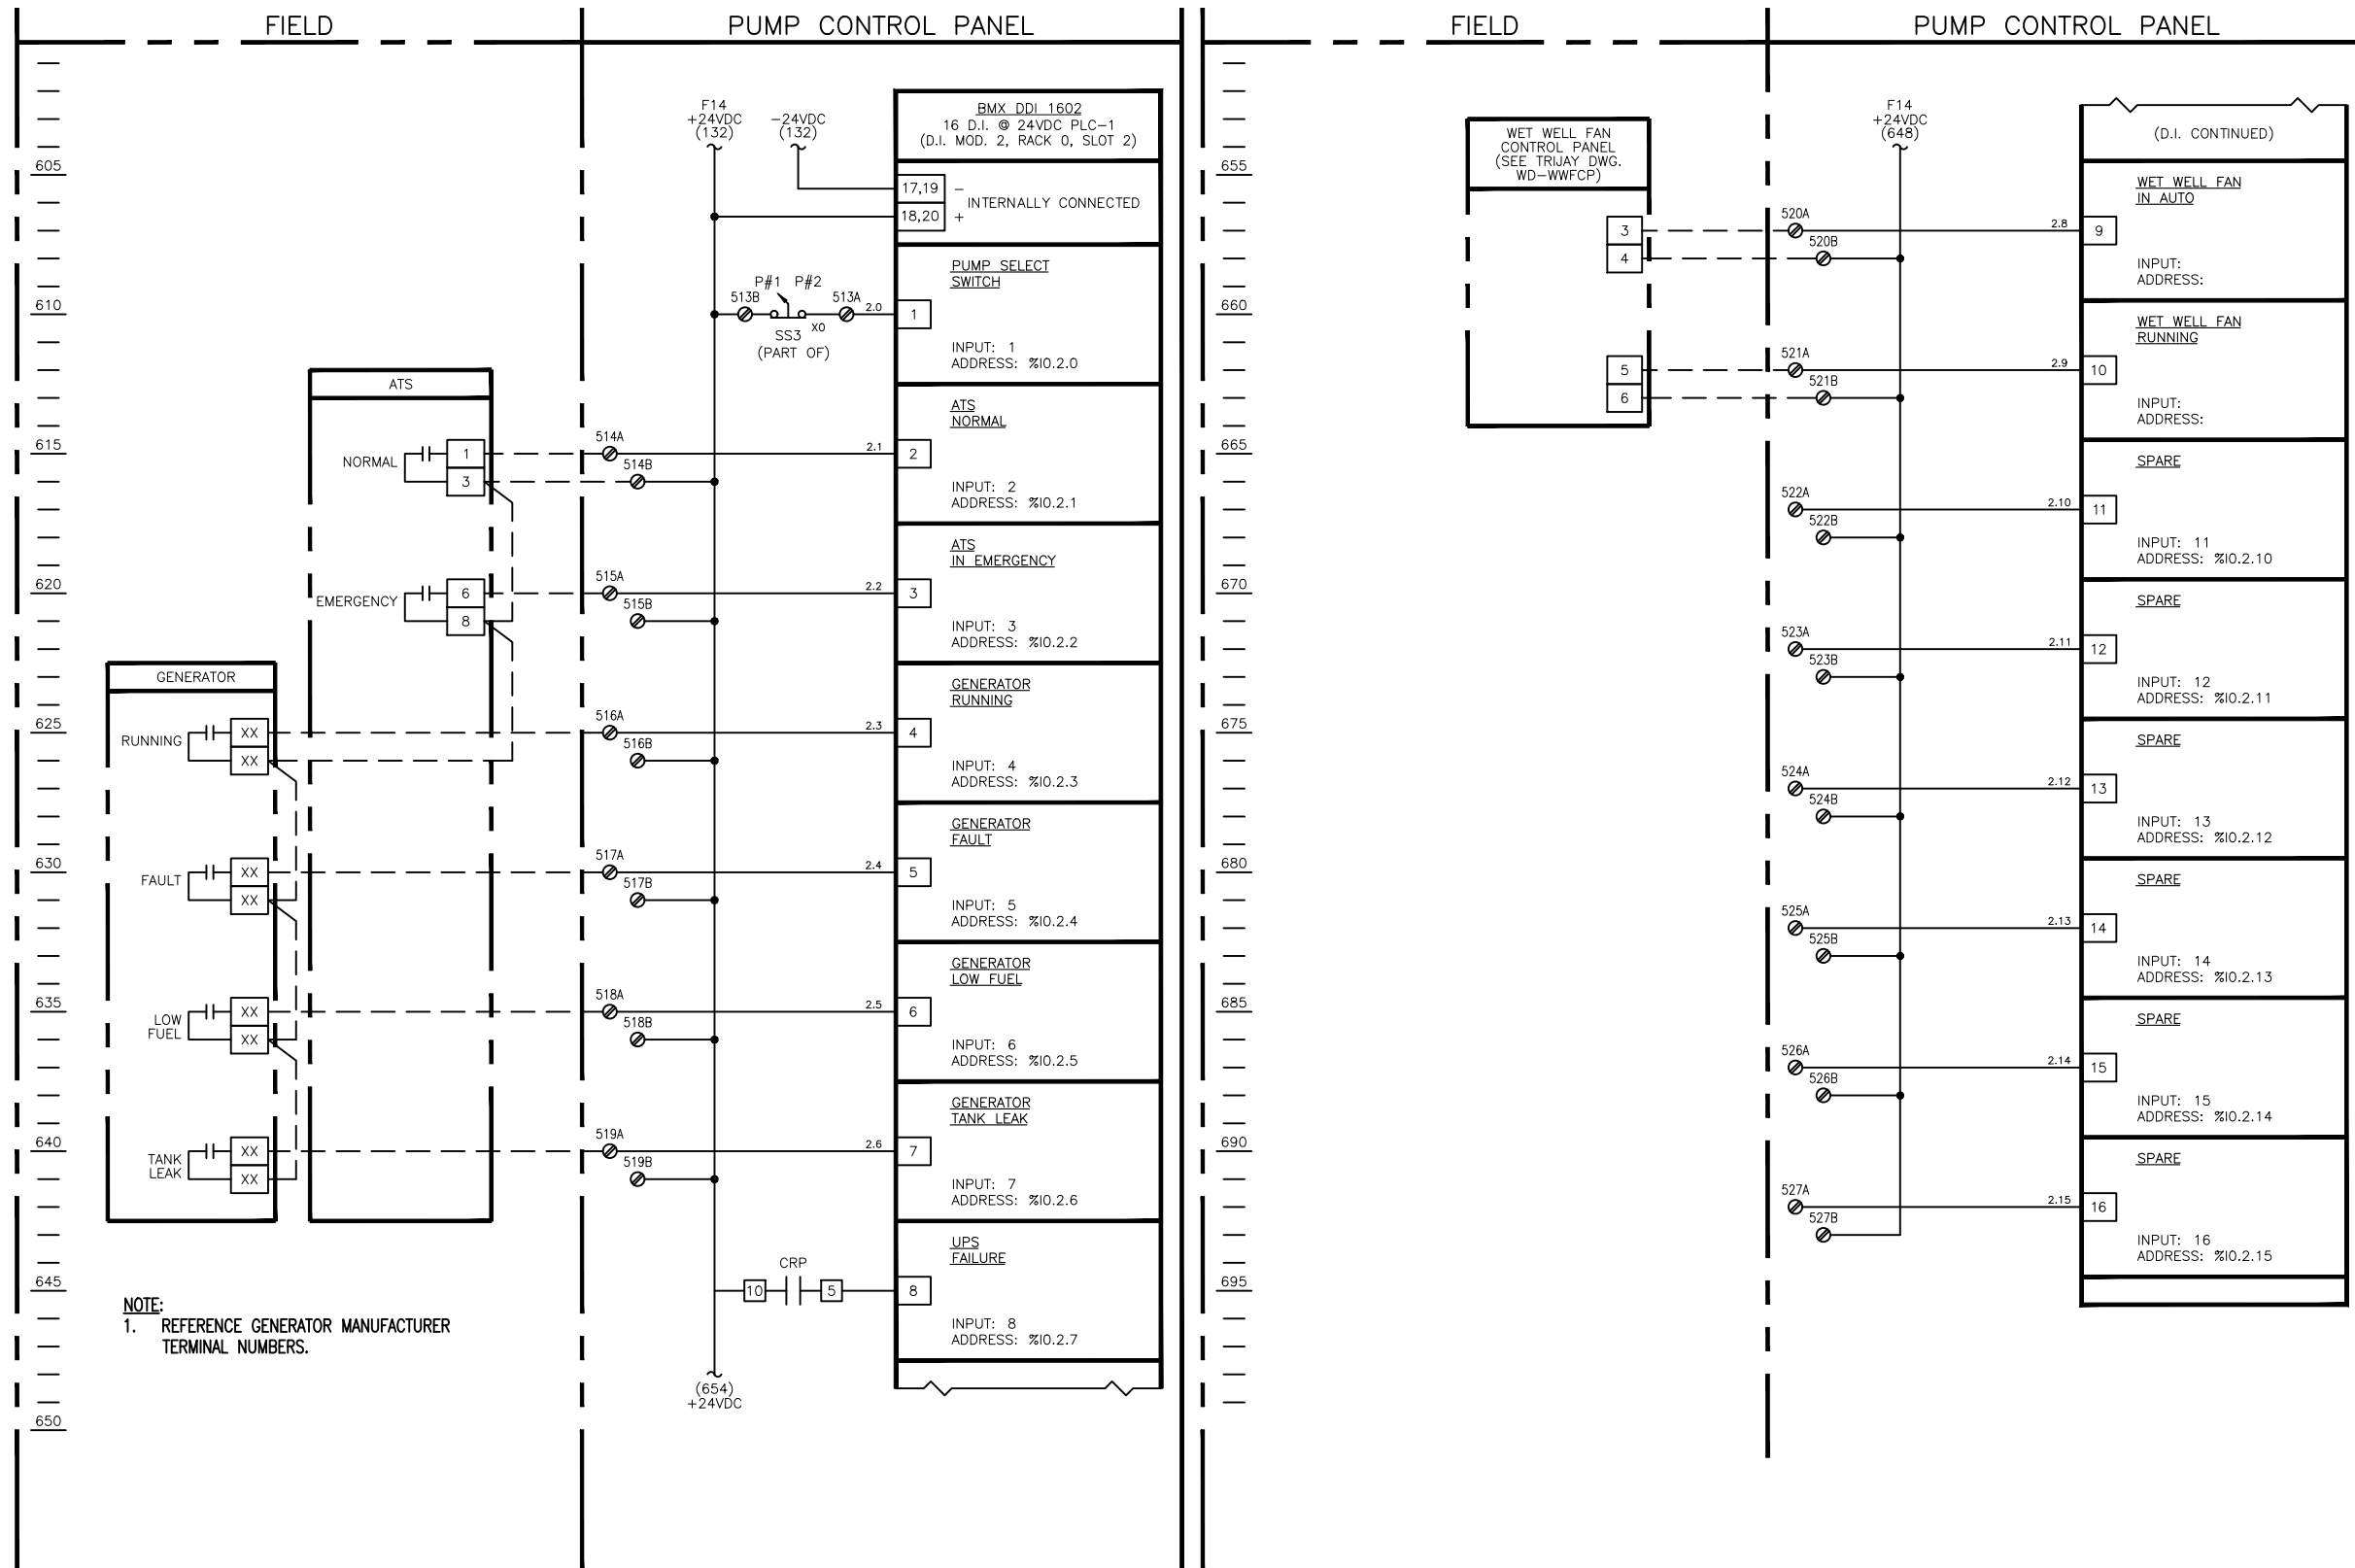 FIELD
PUMP CONTROL PANEL
605
610
615
620
625
630
635
640
645
650
F14
+24VDC
(132)
-24VDC
(132)
BMX DDI 1602
16 D.I. @ 24VDC PLC-1
(D.I. MOD. 2, RACK 0, SLOT 2)
17,19 -
INTERNALLY CONNECTED
18,20 +
PUMP SELECT
SWITCH
P#1 P#2
513B 513A 2.0 1
X0
SS3
(PART OF)
INPUT: 1
ADDRESS: %I0.2.0
ATS
ATS
NORMAL
NORMAL 1 514A 2.1 2
3 514B
INPUT: 2
ADDRESS: %I0.2.1
ATS
IN EMERGENCY
EMERGENCY 6 515A 2.2 3
8 515B
INPUT: 3
ADDRESS: %I0.2.2
GENERATOR
GENERATOR
RUNNING
RUNNING XX 516A 2.3 4
XX 516B
INPUT: 4
ADDRESS: %I0.2.3
GENERATOR
FAULT
FAULT XX 517A 2.4 5
XX 517B
INPUT: 5
ADDRESS: %I0.2.4
GENERATOR
LOW FUEL
LOW
FUEL
XX 518A 2.5 6
XX 518B
INPUT: 6
ADDRESS: %I0.2.5
GENERATOR
TANK LEAK
TANK
LEAK
XX 519A 2.6 7
XX 519B
INPUT: 7
ADDRESS: %I0.2.6
UPS
FAILURE
CRP
10 5 8
INPUT: 8
ADDRESS: %I0.2.7
(654)
+24VDC
NOTE:
1. REFERENCE GENERATOR MANUFACTURER
TERMINAL NUMBERS.
FIELD
PUMP CONTROL PANEL
655
660
665
670
675
680
685
690
695
WET WELL FAN
CONTROL PANEL
(SEE TRIJAY DWG.
WD-WWFCP)
F14
+24VDC
(648)
(D.I. CONTINUED)
WET WELL FAN
IN AUTO
3 520A 2.8 9
4 520B
INPUT:
ADDRESS:
WET WELL FAN
RUNNING
5 521A 2.9 10
6 521B
INPUT:
ADDRESS:
SPARE
522A 2.10 11
522B
INPUT: 11
ADDRESS: %I0.2.10
SPARE
523A 2.11 12
523B
INPUT: 12
ADDRESS: %I0.2.11
SPARE
524A 2.12 13
524B
INPUT: 13
ADDRESS: %I0.2.12
SPARE
525A 2.13 14
525B
INPUT: 14
ADDRESS: %I0.2.13
SPARE
526A 2.14 15
526B
INPUT: 15
ADDRESS: %I0.2.14
SPARE
527A 2.15 16
527B
INPUT: 16
ADDRESS: %I0.2.15